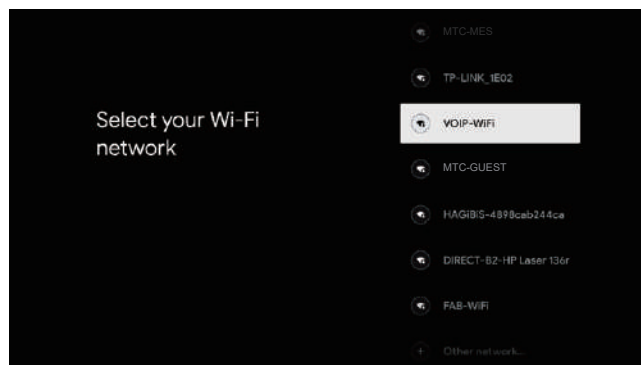 Select your Wi-Fi
network
MTC-MES
TP-LINK_1E02
VOIP-WiFi
MTC-GUEST
HAGIBIS-4898cab244ca
DIRECT-B2-HP Laser 136r
FAB-WiFi
Other network...